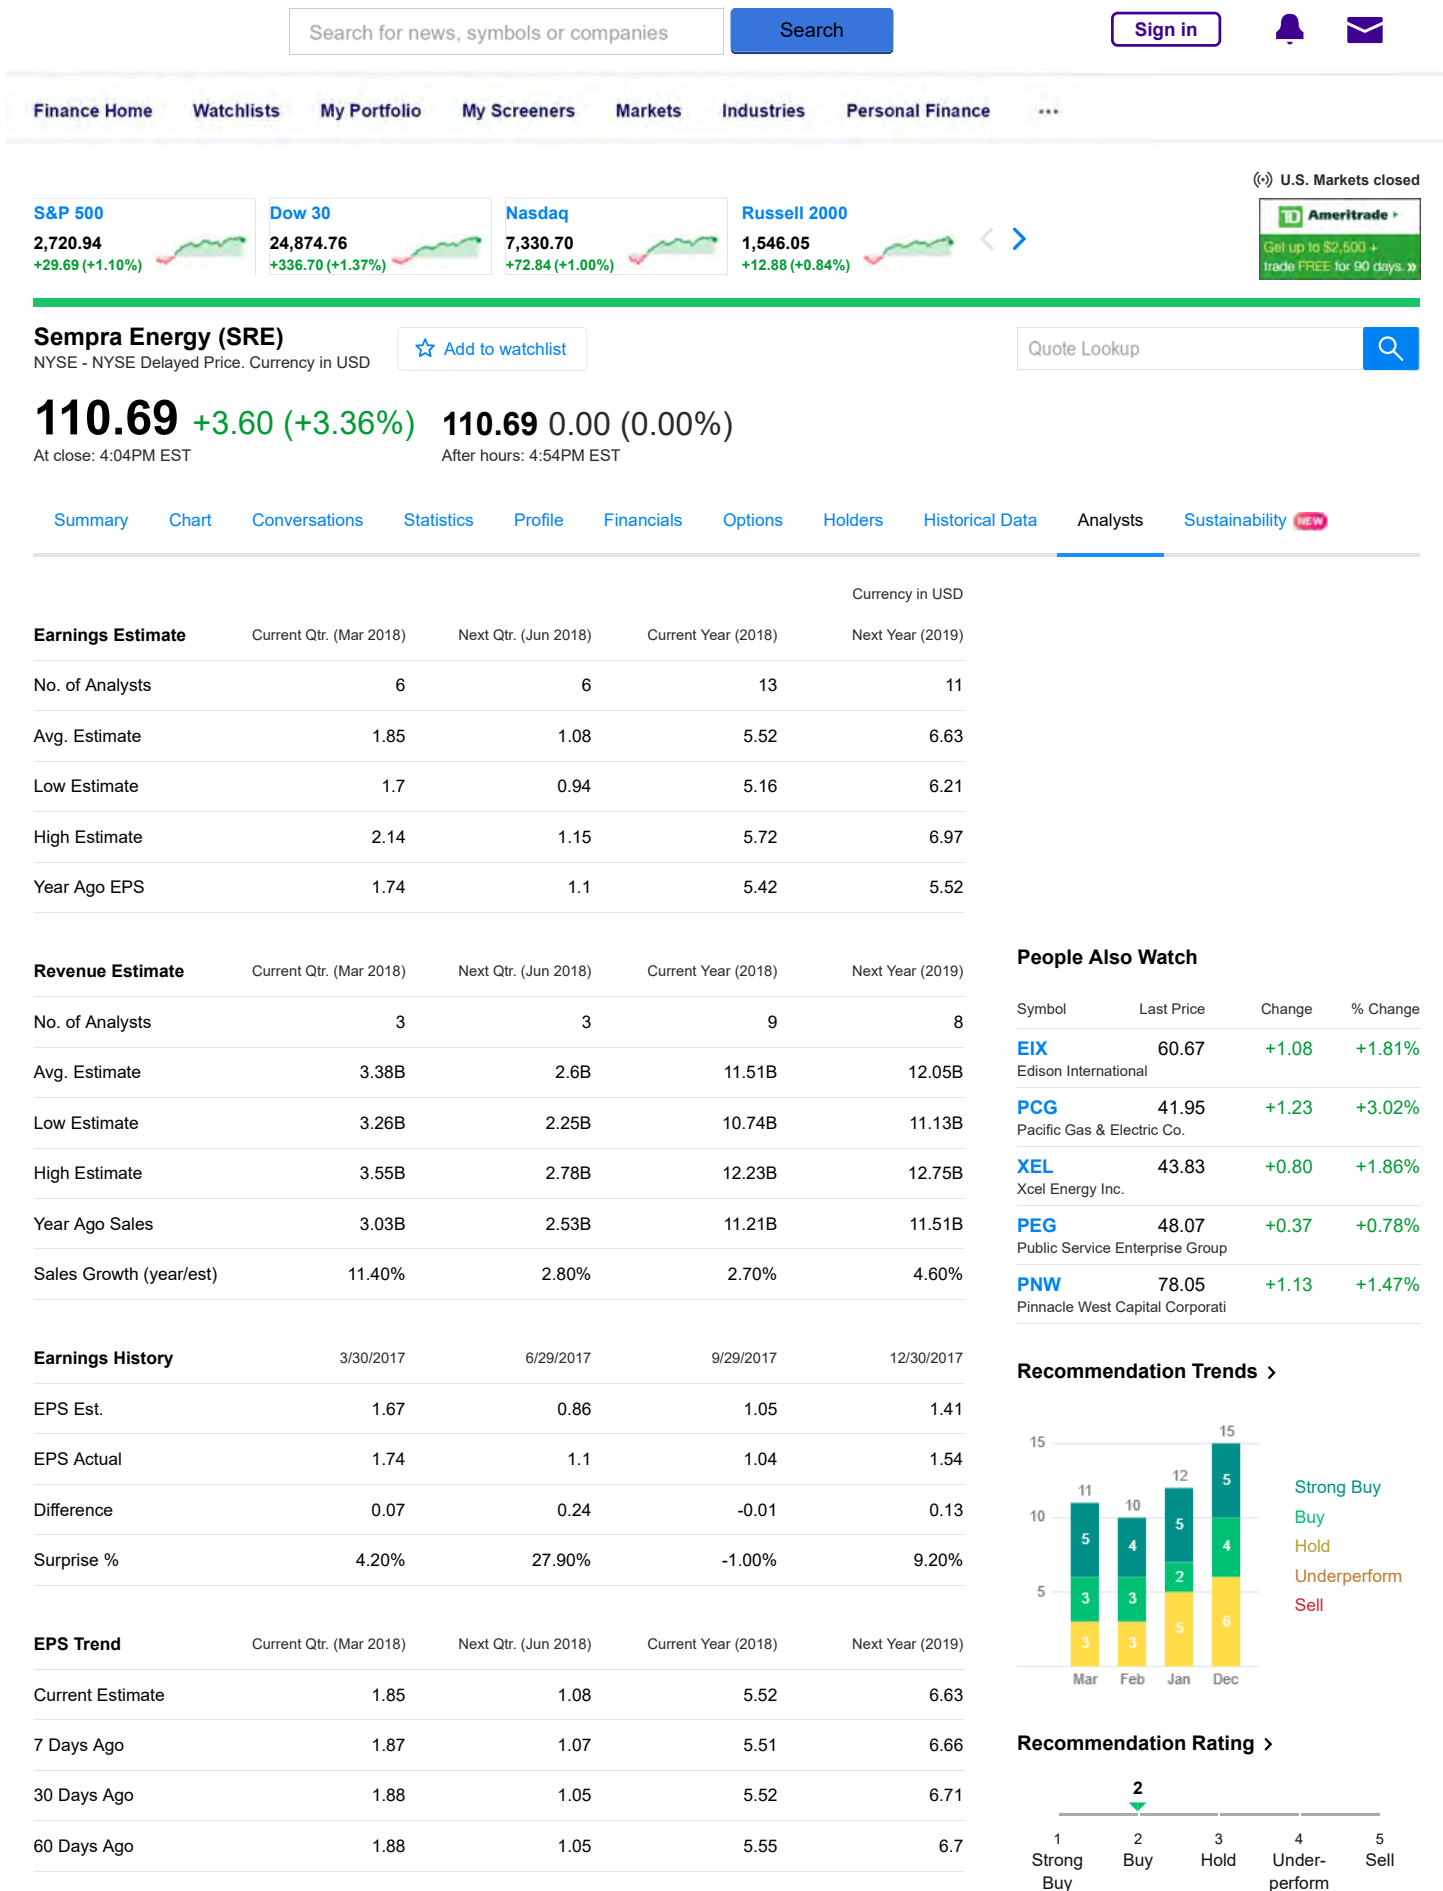 Search for news, symbols or companies Search Sign in
Finance Home Watchlists My Portfolio My Screeners Markets Industries Personal Finance ...
U.S. Markets closed
S&P 500 Dow 30 Nasdaq Russell 2000
2,720.94 24,874.76 7,330.70 1,546.05
+29.69 (+1.10%) +336.70 (+1.37%) +72.84 (+1.00%) +12.88 (+0.84%)
TD Ameritrade
Get up to $2,500 +
trade FREE for 90 days. »
Sempra Energy (SRE)
NYSE - NYSE Delayed Price. Currency in USD
Add to watchlist
Quote Lookup
110.69 +3.60 (+3.36%) 110.69 0.00 (0.00%)
At close: 4:04PM EST After hours: 4:54PM EST
Summary Chart Conversations Statistics Profile Financials Options Holders Historical Data Analysts Sustainability NEW
Currency in USD
Earnings Estimate Current Qtr. (Mar 2018) Next Qtr. (Jun 2018) Current Year (2018) Next Year (2019)
No. of Analysts 6 6 13 11
Avg. Estimate 1.85 1.08 5.52 6.63
Low Estimate 1.7 0.94 5.16 6.21
High Estimate 2.14 1.15 5.72 6.97
Year Ago EPS 1.74 1.1 5.42 5.52
Revenue Estimate Current Qtr. (Mar 2018) Next Qtr. (Jun 2018) Current Year (2018) Next Year (2019)
No. of Analysts 3 3 9 8
Avg. Estimate 3.38B 2.6B 11.51B 12.05B
Low Estimate 3.26B 2.25B 10.74B 11.13B
High Estimate 3.55B 2.78B 12.23B 12.75B
Year Ago Sales 3.03B 2.53B 11.21B 11.51B
Sales Growth (year/est) 11.40% 2.80% 2.70% 4.60%
Earnings History 3/30/2017 6/29/2017 9/29/2017 12/30/2017
EPS Est. 1.67 0.86 1.05 1.41
EPS Actual 1.74 1.1 1.04 1.54
Difference 0.07 0.24 -0.01 0.13
Surprise % 4.20% 27.90% -1.00% 9.20%
EPS Trend Current Qtr. (Mar 2018) Next Qtr. (Jun 2018) Current Year (2018) Next Year (2019)
Current Estimate 1.85 1.08 5.52 6.63
7 Days Ago 1.87 1.07 5.51 6.66
30 Days Ago 1.88 1.05 5.52 6.71
60 Days Ago 1.88 1.05 5.55 6.7
People Also Watch
Symbol Last Price Change % Change
EIX 60.67 +1.08 +1.81%
Edison International
PCG 41.95 +1.23 +3.02%
Pacific Gas & Electric Co.
XEL 43.83 +0.80 +1.86%
Xcel Energy Inc.
PEG 48.07 +0.37 +0.78%
Public Service Enterprise Group
PNW 78.05 +1.13 +1.47%
Pinnacle West Capital Corporati
Recommendation Trends
15
15
12
11
10
5
10
5
5
4
4
2
3
3
5
5
6
3
3
Mar Feb Jan Dec
Strong Buy
Buy
Hold
Underperform
Sell
Recommendation Rating
2
1 2 3 4 5
Strong Buy Hold Under- Sell
Buy perform